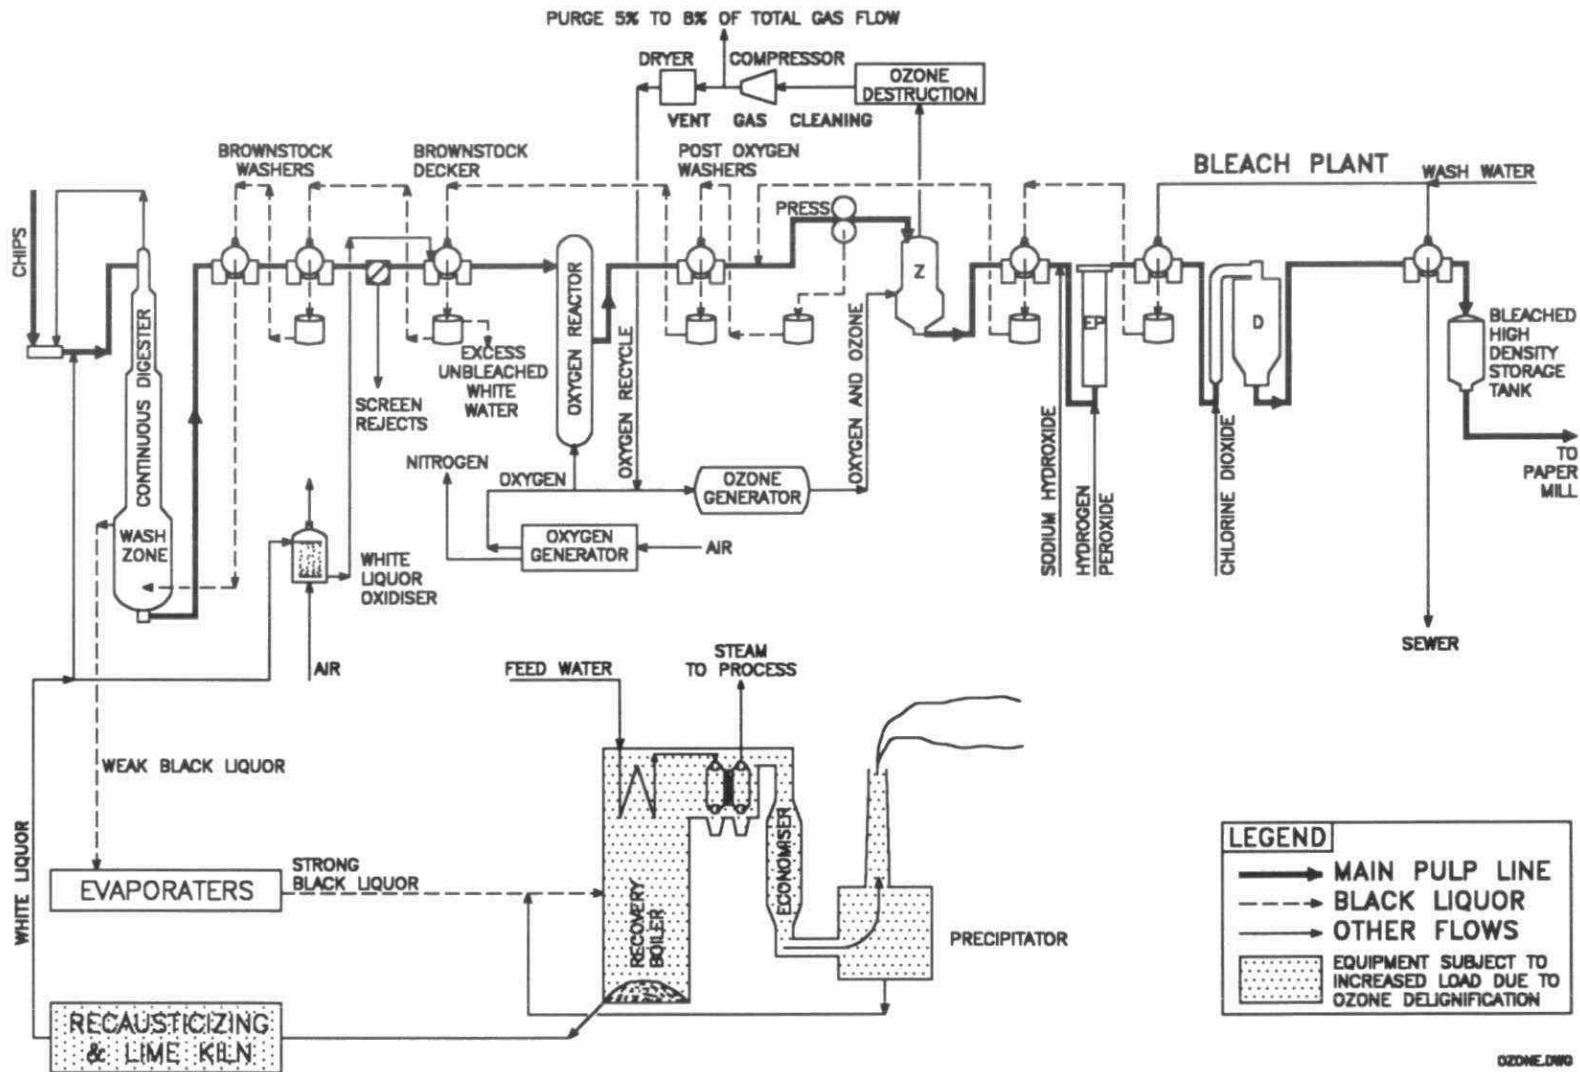 PURGE 5% TO 8% OF TOTAL GAS FLOW
DRYER
COMPRESSOR
OZONE
DESTRUCTION
VENT GAS CLEANING
BROWNSTOCK
WASHERS
BROWNSTOCK
DECKER
POST OXYGEN
WASHERS
BLEACH PLANT
WASH WATER
PRESS
CHIPS
CONTINUOUS DIGESTER
WASH
ZONE
SCREEN
REJECTS
EXCESS
UNBLEACHED
WHITE
WATER
OXYGEN REACTOR
OXYGEN RECYCLE
OXYGEN AND OZONE
Z
EP
D
BLEACHED
HIGH
DENSITY
STORAGE
TANK
TO
PAPER
MILL
NITROGEN
OXYGEN
OZONE
GENERATOR
OXYGEN
GENERATOR
AIR
SODIUM HYDROXIDE
HYDROGEN
PEROXIDE
CHLORINE DIOXIDE
WHITE
LIQUOR
OXIDISER
AIR
SEWER
FEED WATER
STEAM
TO PROCESS
WEAK BLACK LIQUOR
WHITE LIQUOR
EVAPORATERS
STRONG
BLACK LIQUOR
RECOVERY
BOILER
ECONOMISER
PRECIPITATOR
RECAUSTICIZING
& LIME KILN
LEGEND
MAIN PULP LINE
BLACK LIQUOR
OTHER FLOWS
EQUIPMENT SUBJECT TO
INCREASED LOAD DUE TO
OZONE DELIGNIFICATION
OZONE.DWG